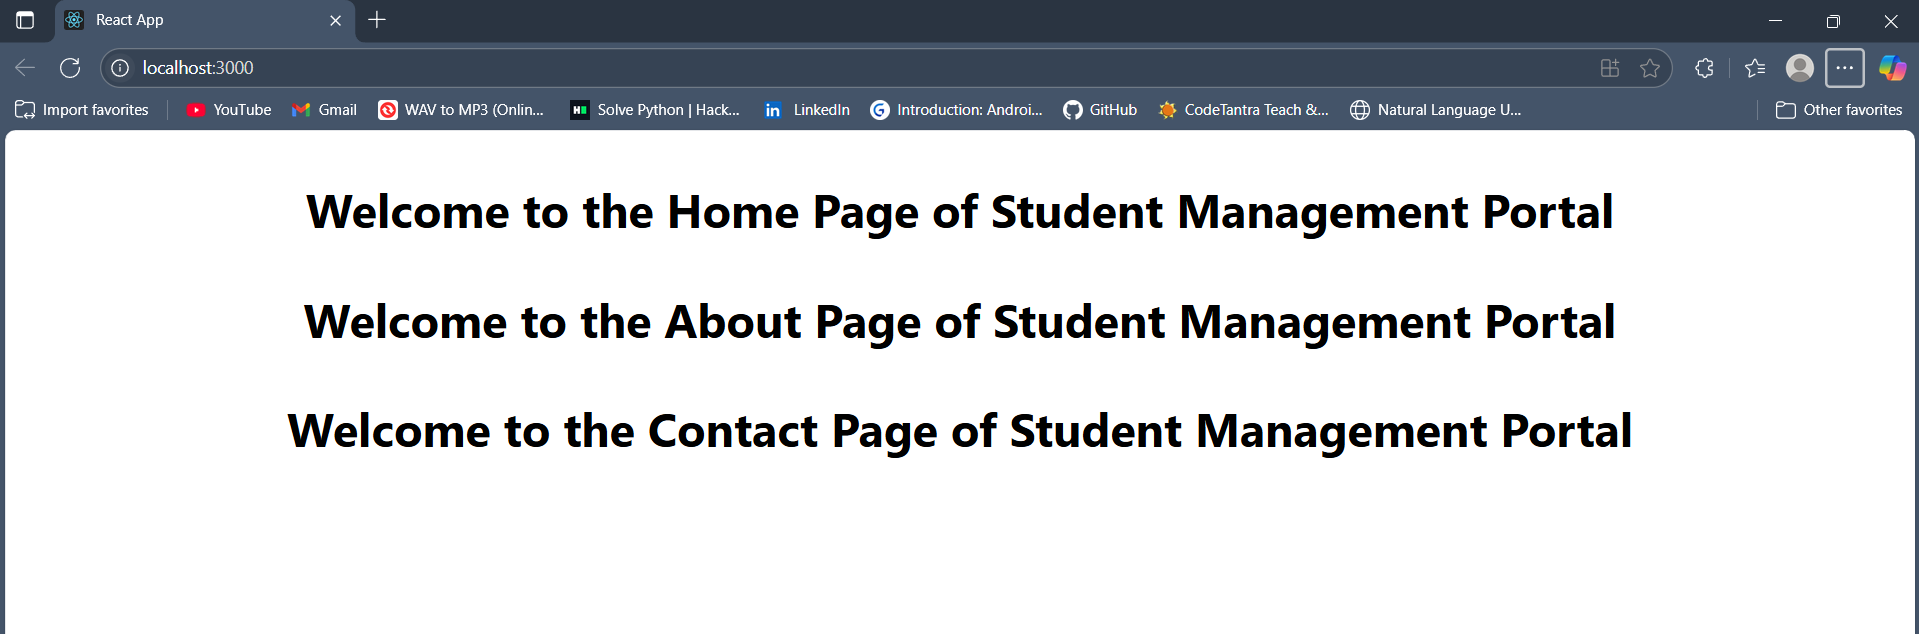 React App
localhost:3000
Import favorites YouTube Gmail WAV to MP3 (Onlin... Solve Python | Hack... LinkedIn Introduction: Androi... GitHub CodeTantra Teach &... Natural Language U... Other favorites
Welcome to the Home Page of Student Management Portal
Welcome to the About Page of Student Management Portal
Welcome to the Contact Page of Student Management Portal